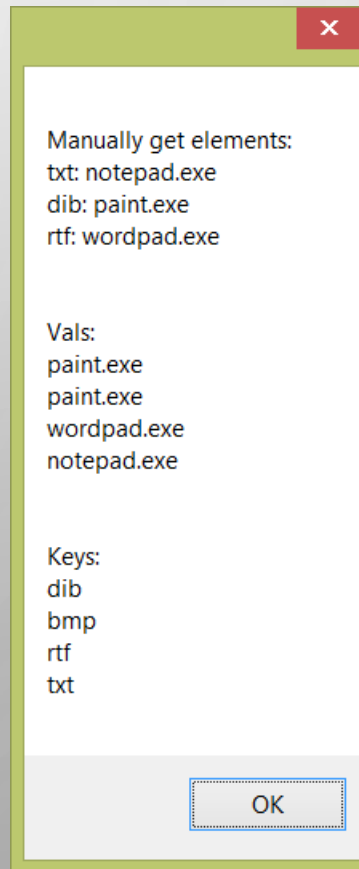 Manually get elements:
txt: notepad.exe
dib: paint.exe
rtf: wordpad.exe
Vals:
paint.exe
paint.exe
wordpad.exe
notepad.exe
Keys:
dib
bmp
rtf
txt
OK